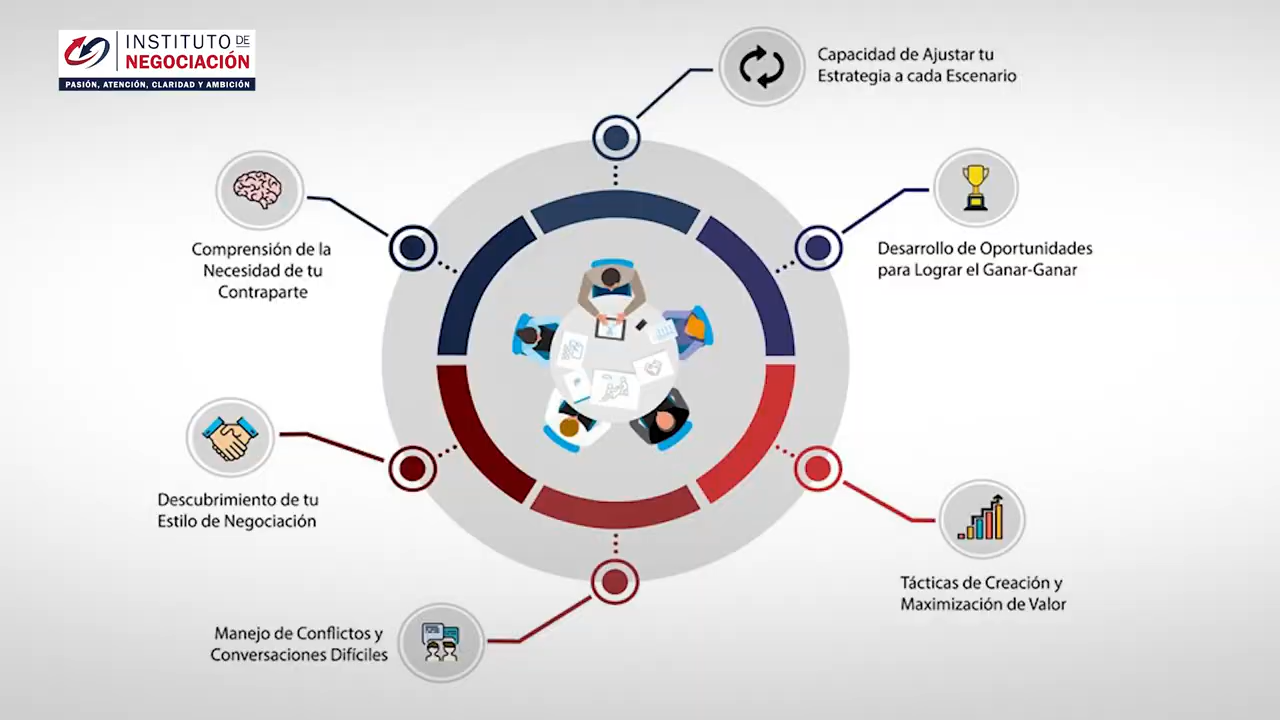 INSTITUTO DE
NEGOCIACIÓN
PASIÓN, ATENCIÓN, CLARIDAD Y AMBICIÓN
Capacidad de Ajustar tu
Estrategia a cada Escenario
Desarrollo de Oportunidades
para Lograr el Ganar-Ganar
Comprensión de la
Necesidad de tu
Contraparte
Descubrimiento de tu
Estilo de Negociación
Tácticas de Creación y
Maximización de Valor
Manejo de Conflictos y
Conversaciones Difíciles